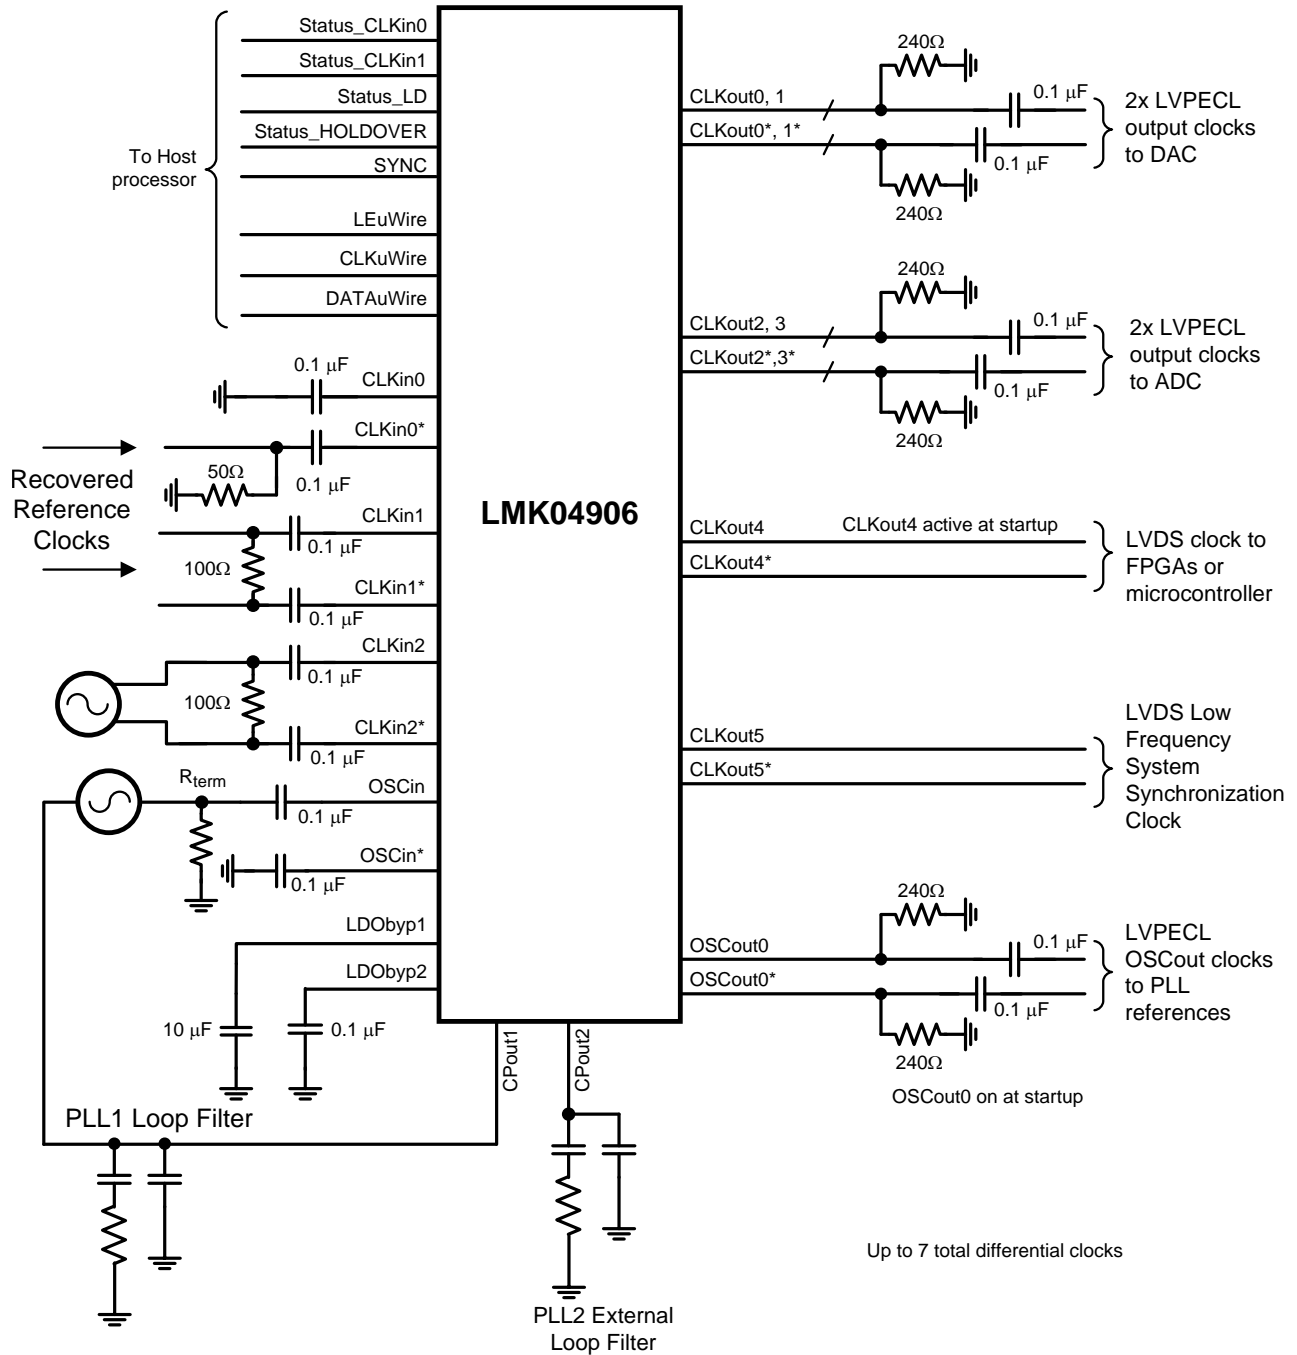 Status_CLKin0
Status_CLKin1
Status_LD
Status_HOLDOVER
SYNC
LEuWire
CLKuWire
DATAuWire
To Host
processor
0.1 μF
CLKin0
CLKin0*
50Ω
0.1 μF
Recovered
Reference
Clocks
CLKin1
0.1 μF
100Ω
CLKin1*
0.1 μF
CLKin2
0.1 μF
100Ω
CLKin2*
0.1 μF
Rterm
OSCin
0.1 μF
OSCin*
0.1 μF
LDObyp1
LDObyp2
10 μF
0.1 μF
CPout1
CPout2
PLL1 Loop Filter
PLL2 External
Loop Filter
LMK04906
240Ω
CLKout0, 1
0.1 μF
CLKout0*, 1*
0.1 μF
240Ω
2x LVPECL
output clocks
to DAC
240Ω
CLKout2, 3
0.1 μF
CLKout2*,3*
0.1 μF
240Ω
2x LVPECL
output clocks
to ADC
CLKout4
CLKout4 active at startup
CLKout4*
LVDS clock to
FPGAs or
microcontroller
CLKout5
CLKout5*
LVDS Low
Frequency
System
Synchronization
Clock
240Ω
OSCout0
0.1 μF
OSCout0*
0.1 μF
240Ω
LVPECL
OSCout clocks
to PLL
references
OSCout0 on at startup
Up to 7 total differential clocks